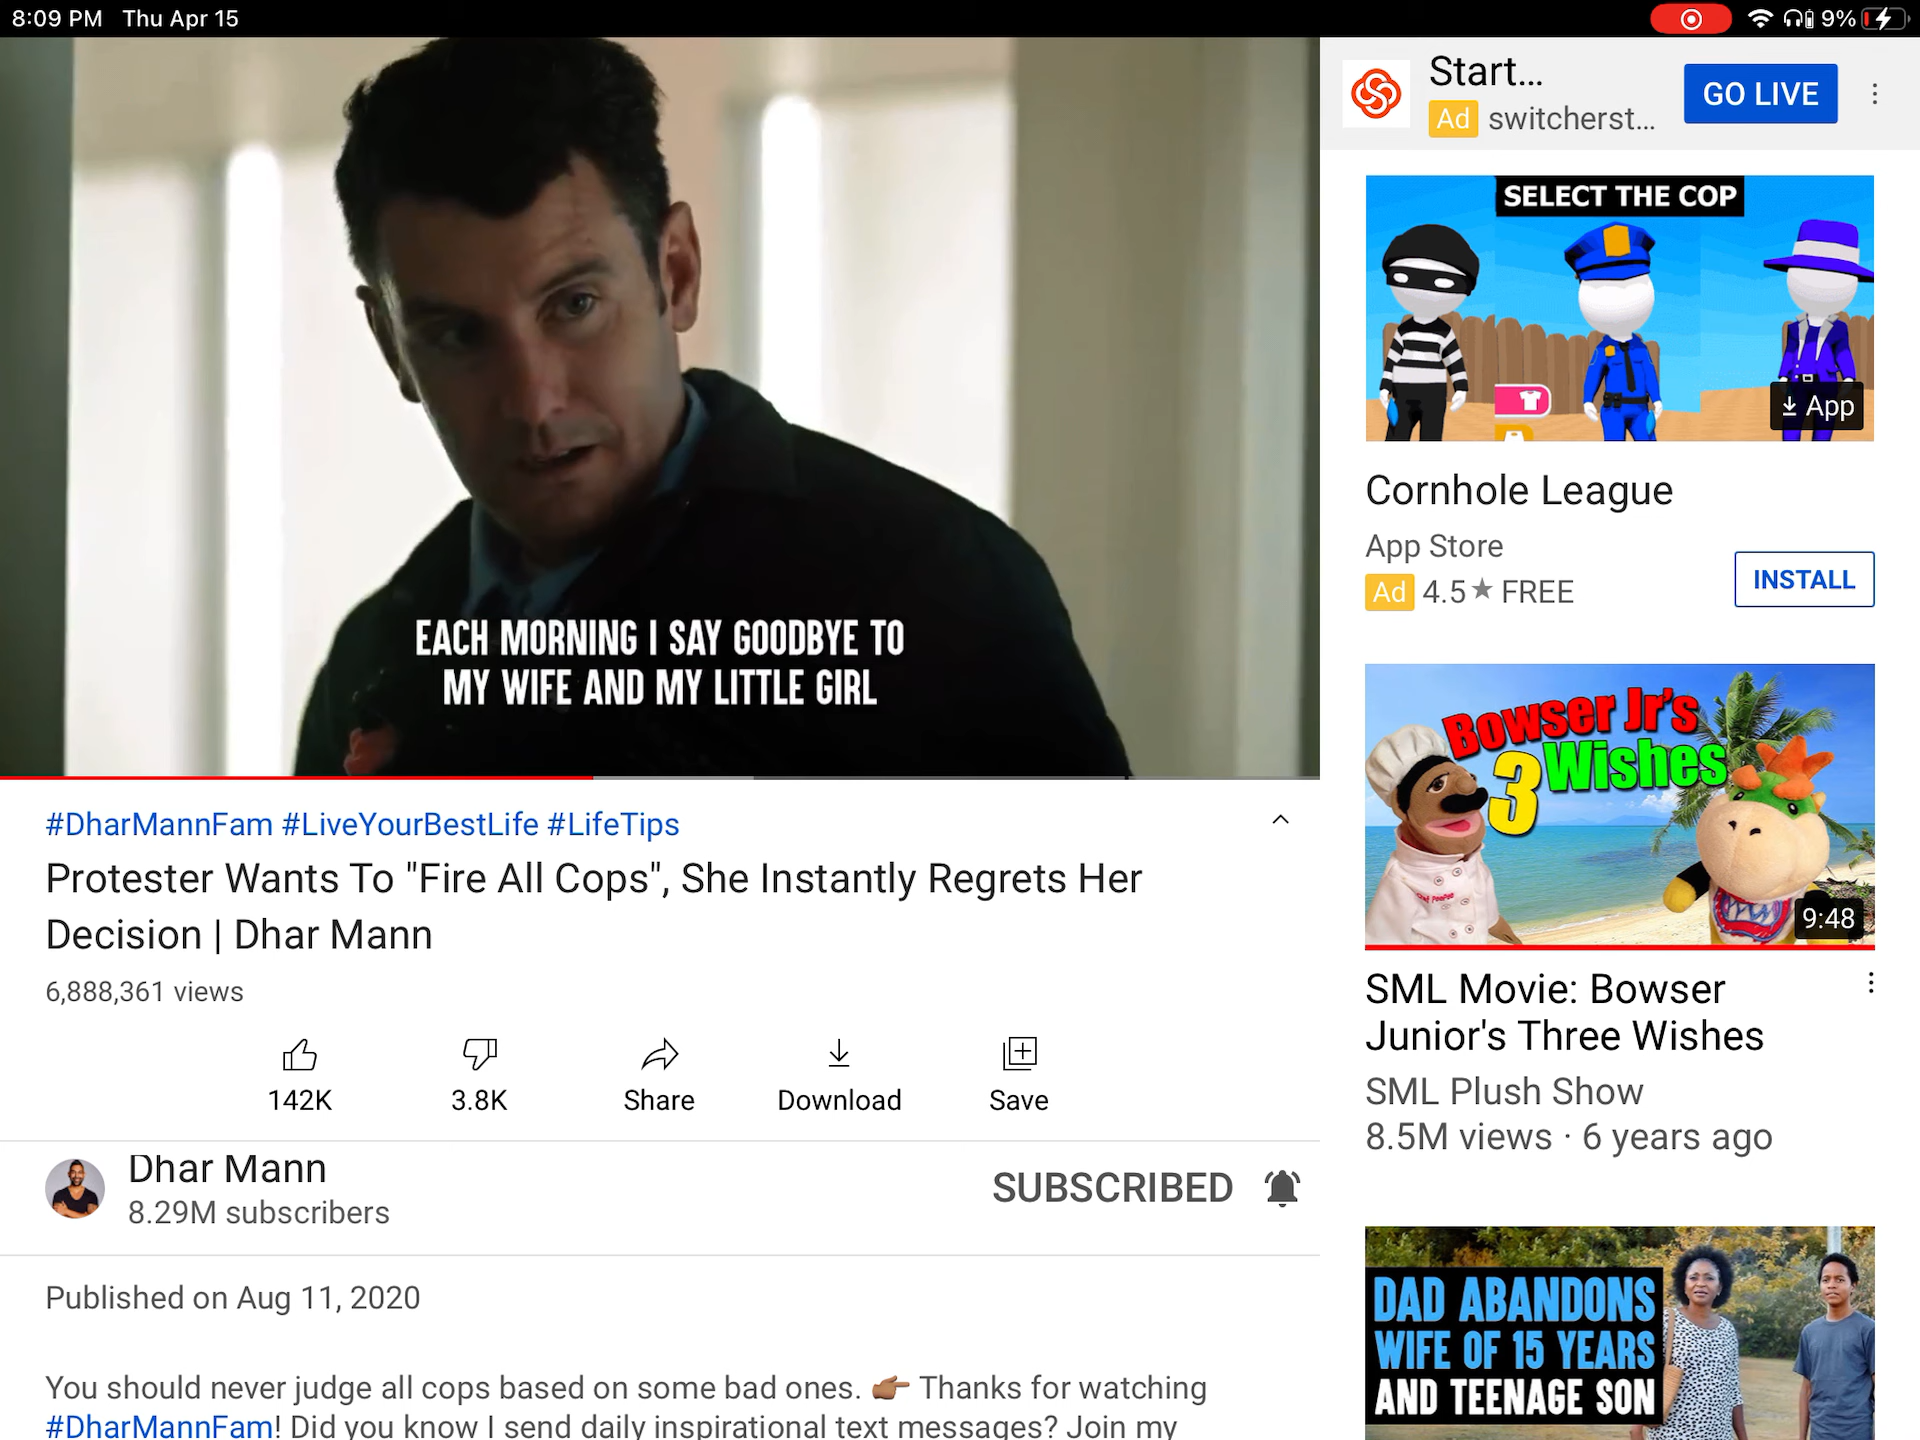 8:09 PM Thu Apr 15
9%
EACH MORNING I SAY GOODBYE TO
MY WIFE AND MY LITTLE GIRL
#DharMannFam #LiveYourBestLife #LifeTips
Protester Wants To "Fire All Cops", She Instantly Regrets Her
Decision | Dhar Mann
6,888,361 views
142K
3.8K
Share
Download
Save
Dhar Mann
8.29M subscribers
SUBSCRIBED
Published on Aug 11, 2020
You should never judge all cops based on some bad ones. 👉🏾 Thanks for watching
#DharMannFam! Did you know I send daily inspirational text messages? Join my
Start...
Ad switcherst...
GO LIVE
SELECT THE COP
App
Cornhole League
App Store
Ad 4.5★ FREE
INSTALL
Bowser Jr's
3 Wishes
9:48
SML Movie: Bowser
Junior's Three Wishes
SML Plush Show
8.5M views · 6 years ago
DAD ABANDONS
WIFE OF 15 YEARS
AND TEENAGE SON